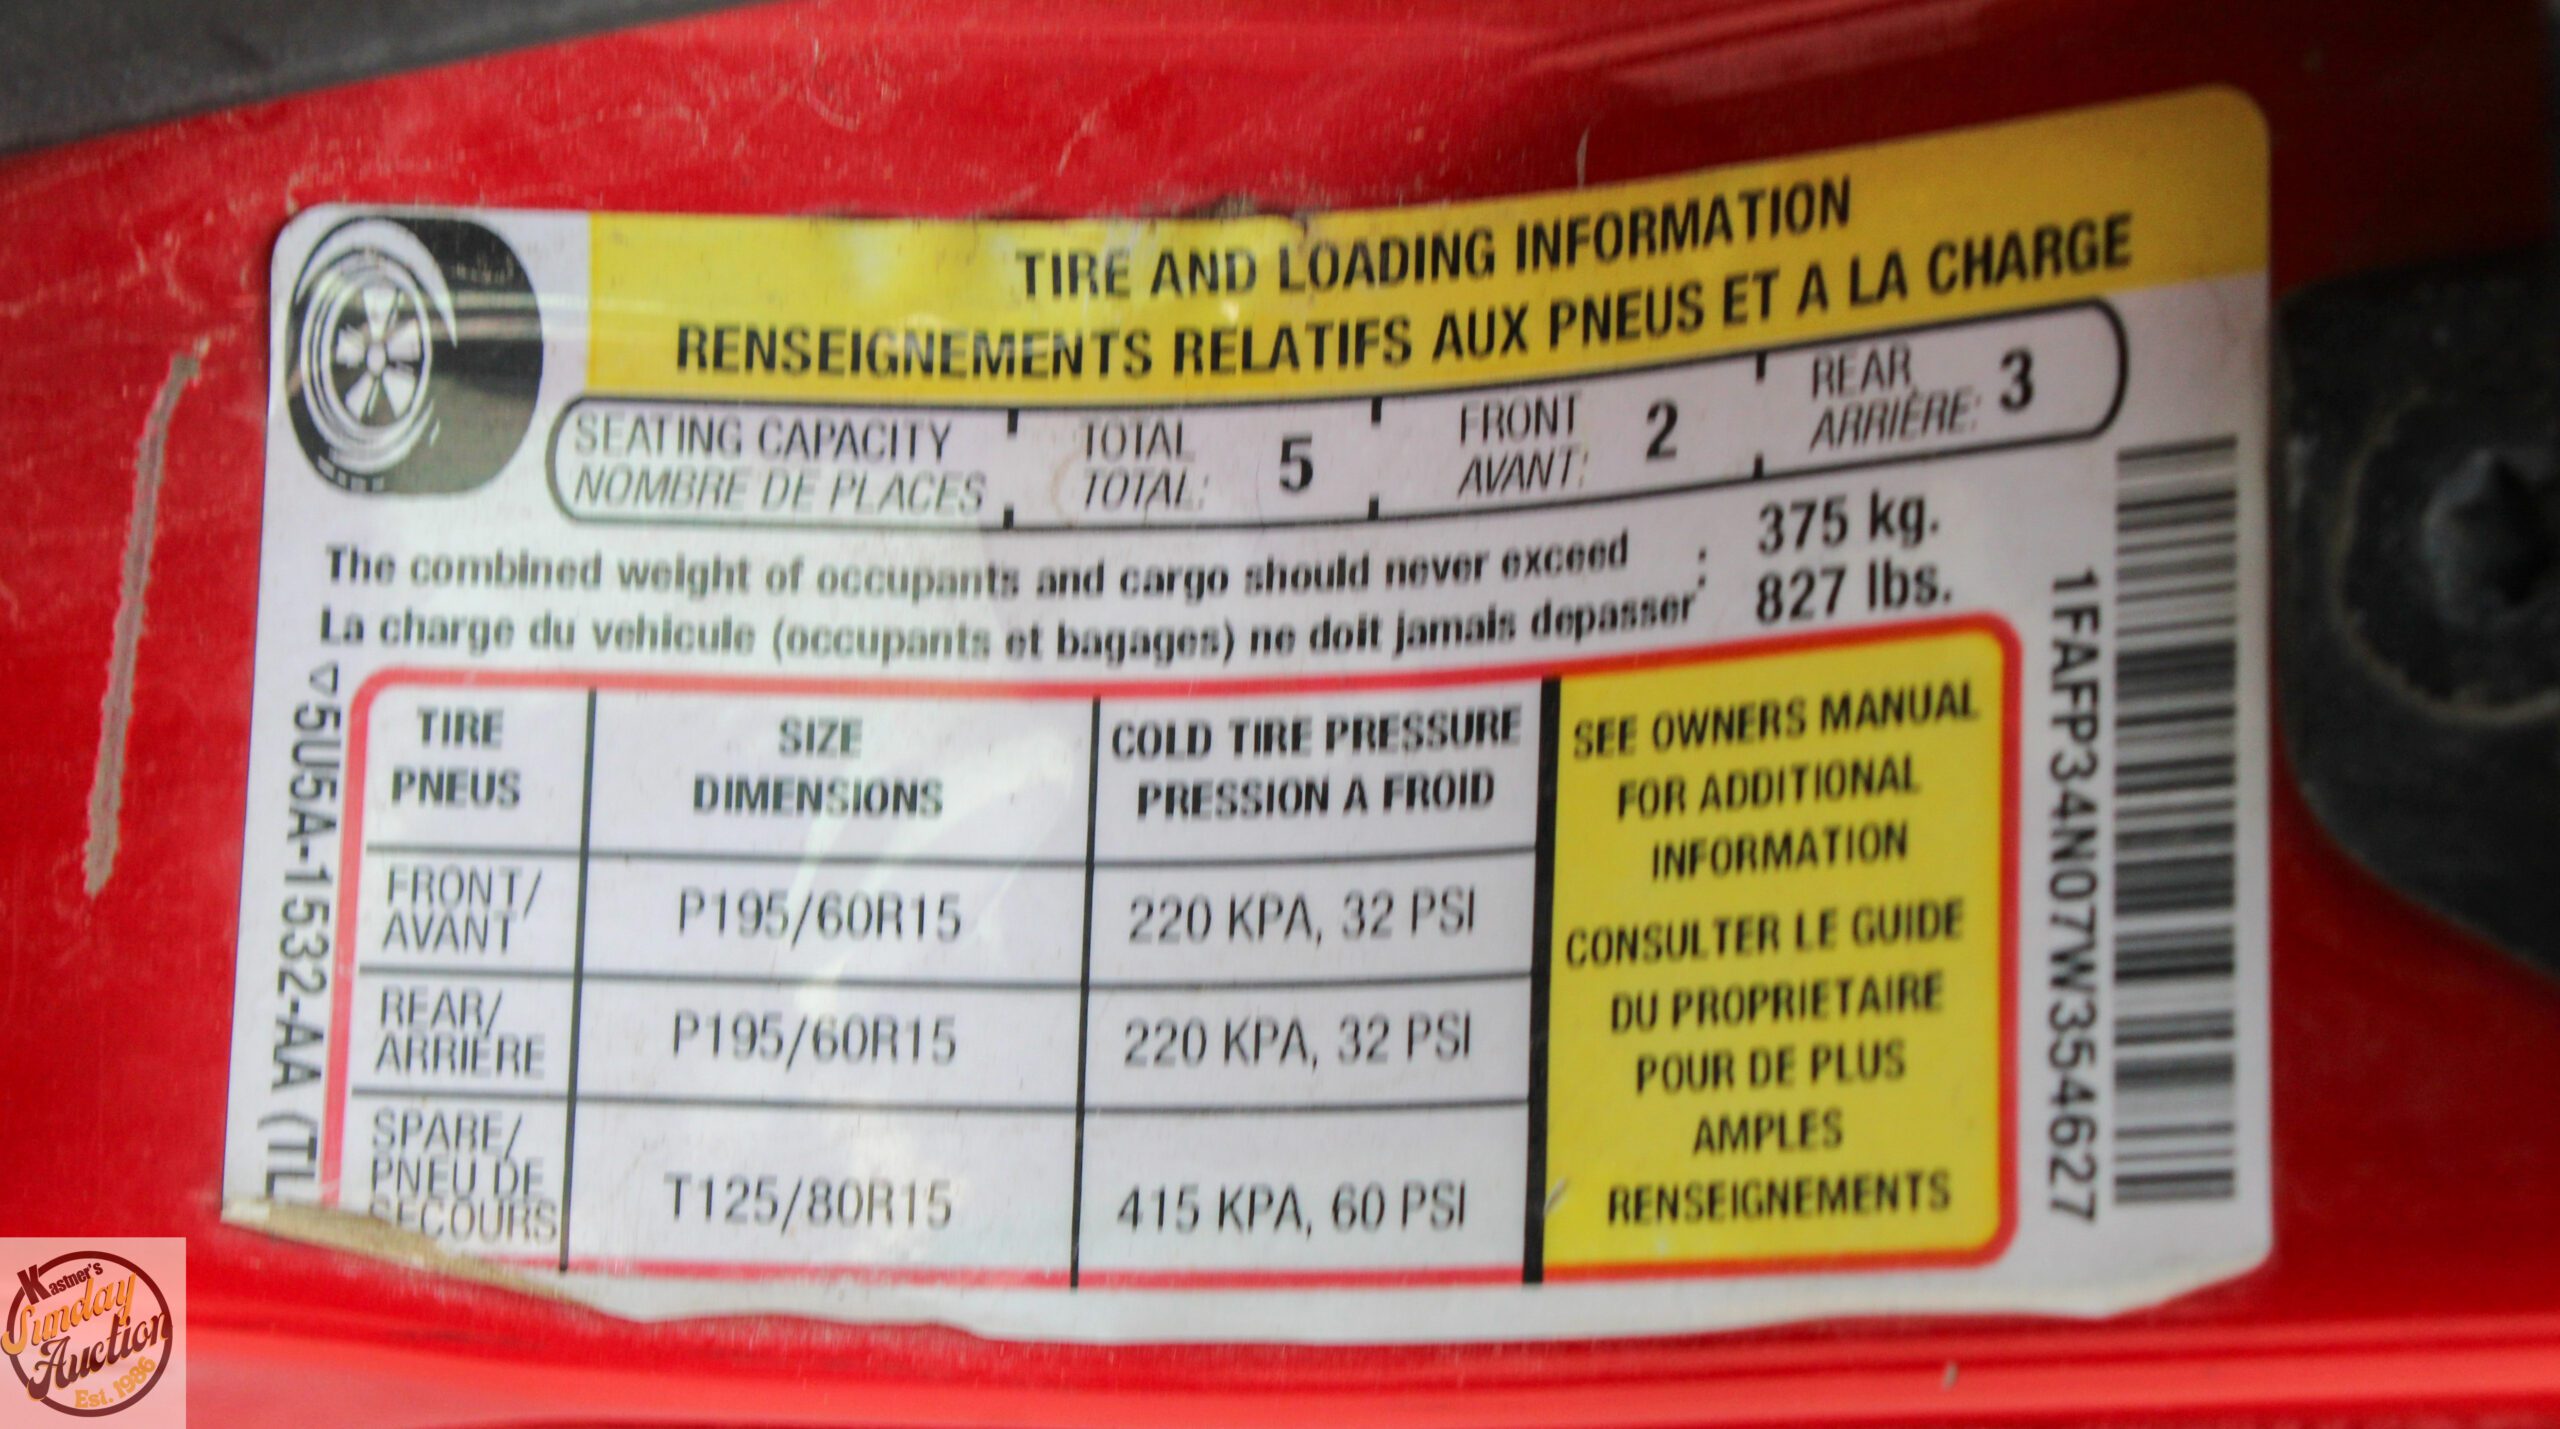 TIRE AND LOADING INFORMATION
RENSEIGNEMENTS RELATIFS AUX PNEUS ET A LA CHARGE
SEATING CAPACITY
NOMBRE DE PLACES
TOTAL
TOTAL: 5
FRONT
AVANT: 2
REAR
ARRIÈRE: 3
The combined weight of occupants and cargo should never exceed : 375 kg.
La charge du vehicule (occupants et bagages) ne doit jamais depasser : 827 lbs.
TIRE
PNEUS
SIZE
DIMENSIONS
COLD TIRE PRESSURE
PRESSION A FROID
FRONT/
AVANT
P195/60R15
220 KPA, 32 PSI
REAR/
ARRIERE
P195/60R15
220 KPA, 32 PSI
SPARE/
PNEU DE
SECOURS
T125/80R15
415 KPA, 60 PSI
SEE OWNERS MANUAL
FOR ADDITIONAL
INFORMATION
CONSULTER LE GUIDE
DU PROPRIETAIRE
POUR DE PLUS
AMPLES
RENSEIGNEMENTS
1FAFP34N07W354627
▽5U5A-1532-AA (TL
Kastner's
Sunday
Auction
Est. 1986